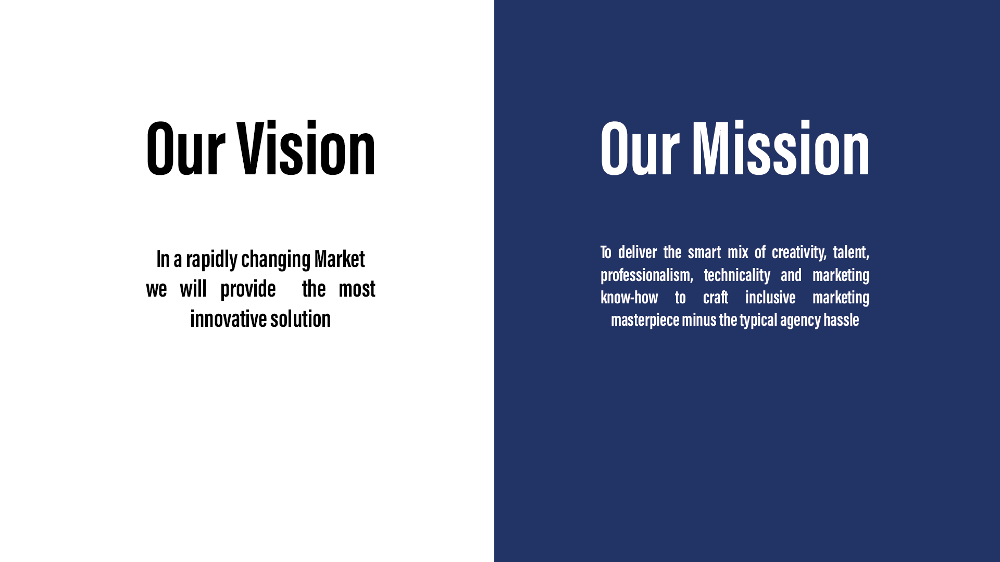 Our Vision
In a rapidly changing Market
we will provide the most
innovative solution
Our Mission
To deliver the smart mix of creativity, talent,
professionalism, technicality and marketing
know-how to craft inclusive marketing
masterpiece minus the typical agency hassle